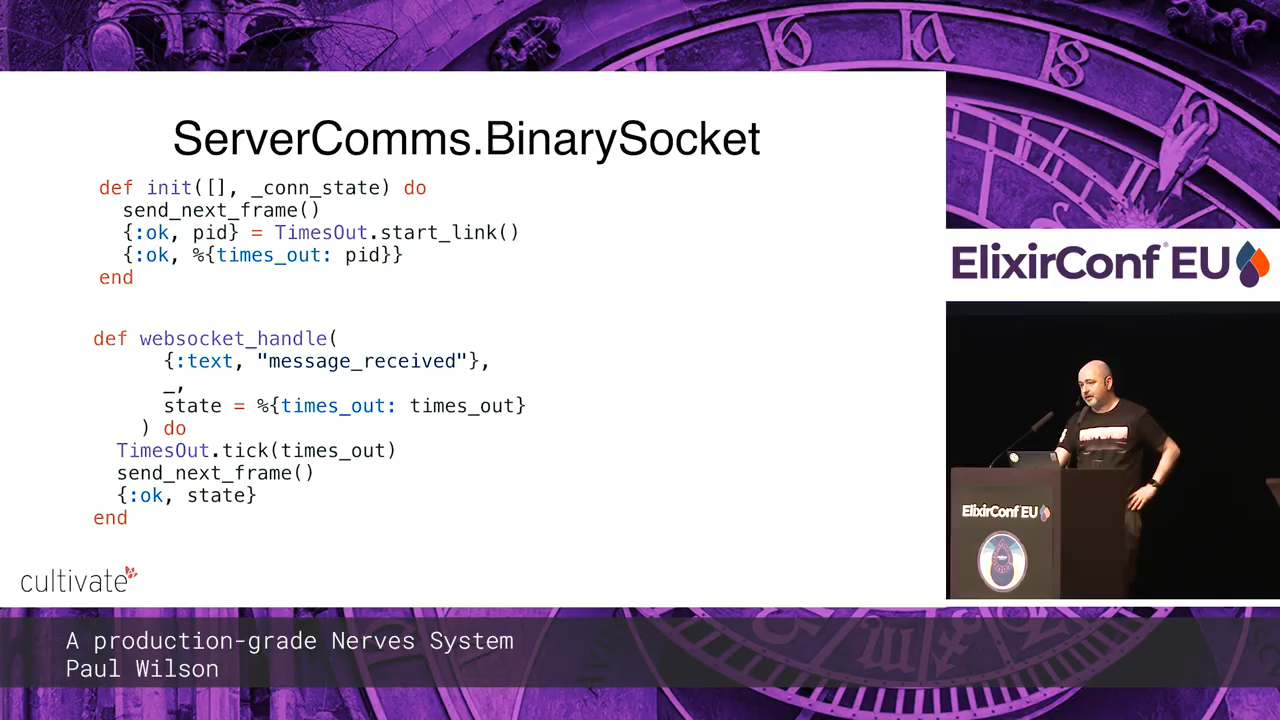 ServerComms.BinarySocket
def init([], _conn_state) do
  send_next_frame()
  {:ok, pid} = TimesOut.start_link()
  {:ok, %{times_out: pid}}
end
def websocket_handle(
      {:text, "message_received"},
      _,
      state = %{times_out: times_out}
    ) do
  TimesOut.tick(times_out)
  send_next_frame()
  {:ok, state}
end
cultivate
ElixirConf® EU
ElixirConf EU
A production-grade Nerves System
Paul Wilson